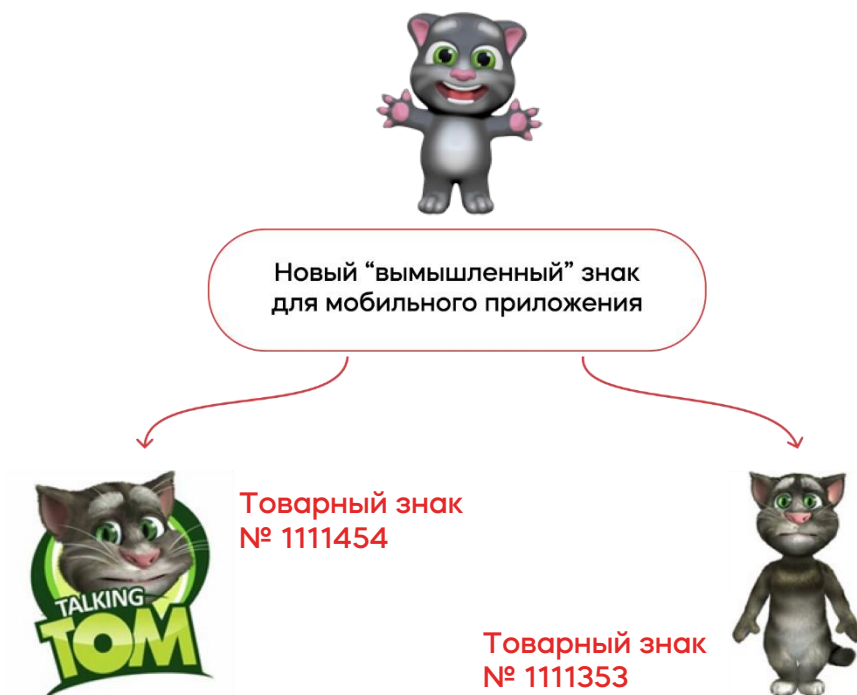 Новый “вымышленный” знак
для мобильного приложения
Товарный знак
№ 1111454
TALKING
TOM
Товарный знак
№ 1111353